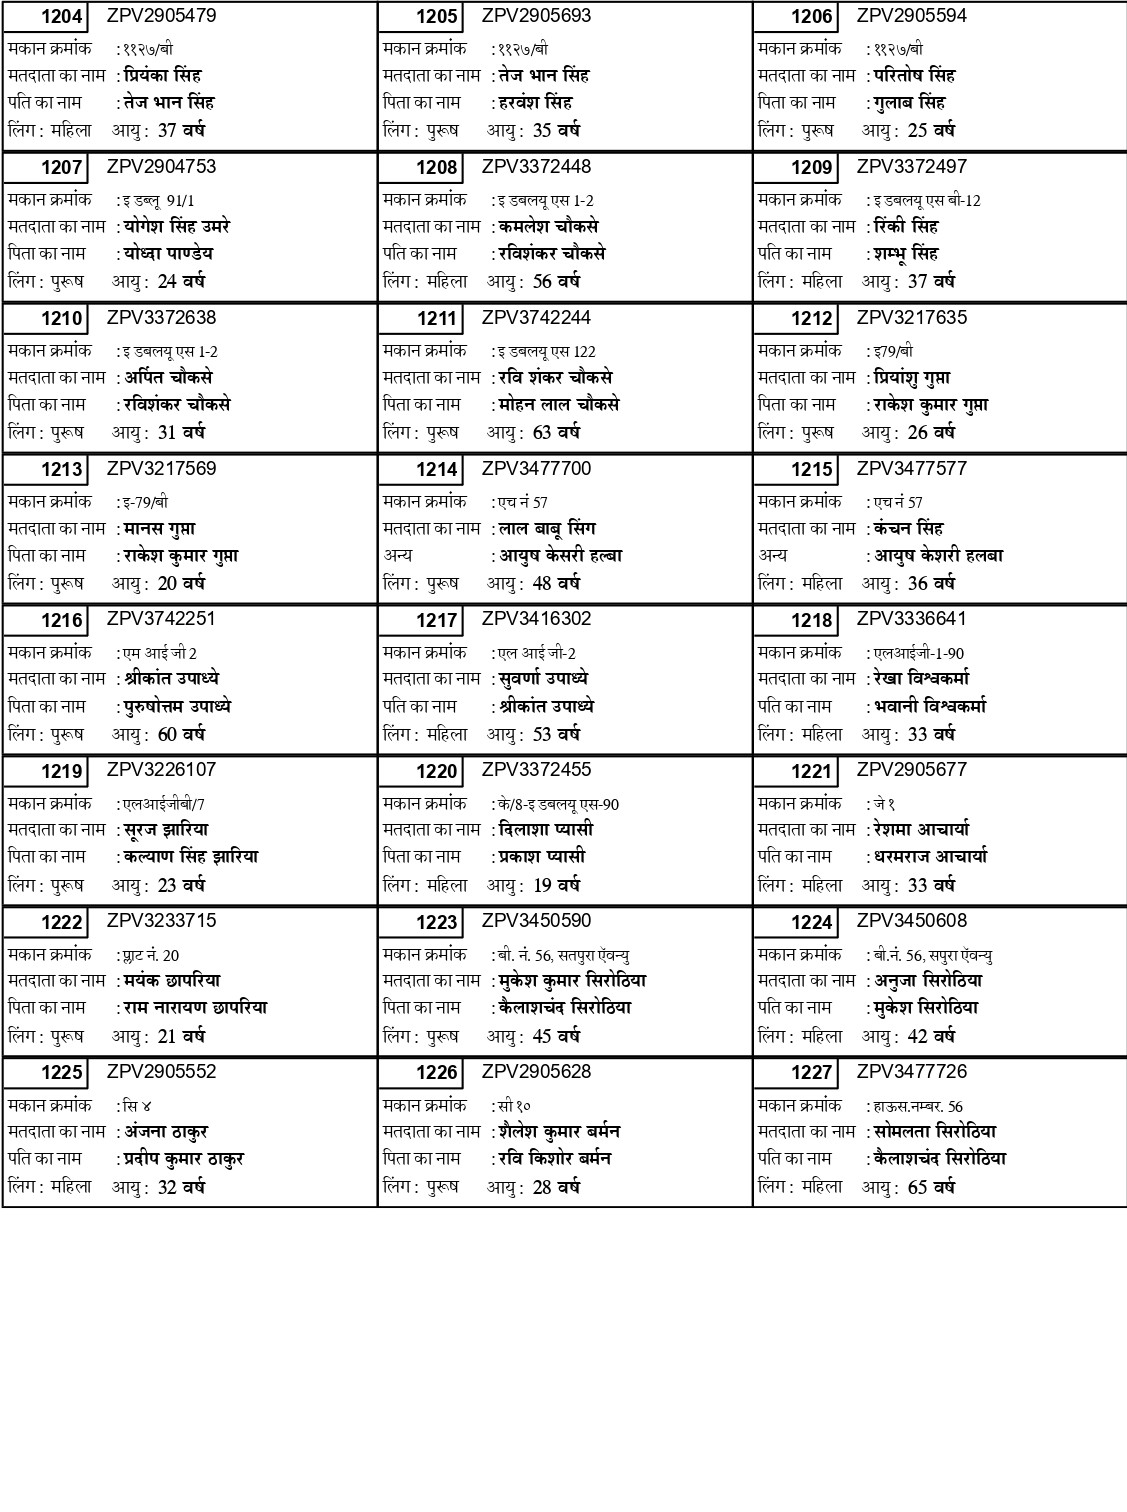 1204 ZPV2905479
मकान क्रमांक : ११२७/बी
मतदाता का नाम : प्रियंका सिंह
पति का नाम : तेज भान सिंह
लिंग : महिला आयु : 37 वर्ष
1205 ZPV2905693
मकान क्रमांक : ११२७/बी
मतदाता का नाम : तेज भान सिंह
पिता का नाम : हरवंश सिंह
लिंग : पुरूष आयु : 35 वर्ष
1206 ZPV2905594
मकान क्रमांक : ११२७/बी
मतदाता का नाम : परितोष सिंह
पिता का नाम : गुलाब सिंह
लिंग : पुरूष आयु : 25 वर्ष
1207 ZPV2904753
मकान क्रमांक : इ डब्लू 91/1
मतदाता का नाम : योगेश सिंह उमरे
पिता का नाम : योध्दा पाण्डेय
लिंग : पुरूष आयु : 24 वर्ष
1208 ZPV3372448
मकान क्रमांक : इ डबलयू एस 1-2
मतदाता का नाम : कमलेश चौकसे
पति का नाम : रविशंकर चौकसे
लिंग : महिला आयु : 56 वर्ष
1209 ZPV3372497
मकान क्रमांक : इ डबलयू एस बी-12
मतदाता का नाम : रिंकी सिंह
पति का नाम : शम्भू सिंह
लिंग : महिला आयु : 37 वर्ष
1210 ZPV3372638
मकान क्रमांक : इ डबलयू एस 1-2
मतदाता का नाम : अर्पित चौकसे
पिता का नाम : रविशंकर चौकसे
लिंग : पुरूष आयु : 31 वर्ष
1211 ZPV3742244
मकान क्रमांक : इ डबलयू एस 122
मतदाता का नाम : रवि शंकर चौकसे
पिता का नाम : मोहन लाल चौकसे
लिंग : पुरूष आयु : 63 वर्ष
1212 ZPV3217635
मकान क्रमांक : इ79/बी
मतदाता का नाम : प्रियांशु गुप्ता
पिता का नाम : राकेश कुमार गुप्ता
लिंग : पुरूष आयु : 26 वर्ष
1213 ZPV3217569
मकान क्रमांक : इ-79/बी
मतदाता का नाम : मानस गुप्ता
पिता का नाम : राकेश कुमार गुप्ता
लिंग : पुरूष आयु : 20 वर्ष
1214 ZPV3477700
मकान क्रमांक : एच नं 57
मतदाता का नाम : लाल बाबू सिंग
अन्य : आयुष केसरी हल्बा
लिंग : पुरूष आयु : 48 वर्ष
1215 ZPV3477577
मकान क्रमांक : एच नं 57
मतदाता का नाम : कंचन सिंह
अन्य : आयुष केशरी हलबा
लिंग : महिला आयु : 36 वर्ष
1216 ZPV3742251
मकान क्रमांक : एम आई जी 2
मतदाता का नाम : श्रीकांत उपाध्ये
पिता का नाम : पुरुषोत्तम उपाध्ये
लिंग : पुरूष आयु : 60 वर्ष
1217 ZPV3416302
मकान क्रमांक : एल आई जी-2
मतदाता का नाम : सुवर्णा उपाध्ये
पति का नाम : श्रीकांत उपाध्ये
लिंग : महिला आयु : 53 वर्ष
1218 ZPV3336641
मकान क्रमांक : एलआईजी-1-90
मतदाता का नाम : रेखा विश्वकर्मा
पति का नाम : भवानी विश्वकर्मा
लिंग : महिला आयु : 33 वर्ष
1219 ZPV3226107
मकान क्रमांक : एलआईजीबी/7
मतदाता का नाम : सूरज झारिया
पिता का नाम : कल्याण सिंह झारिया
लिंग : पुरूष आयु : 23 वर्ष
1220 ZPV3372455
मकान क्रमांक : के/8-इ डबलयू एस-90
मतदाता का नाम : दिलाशा प्यासी
पिता का नाम : प्रकाश प्यासी
लिंग : महिला आयु : 19 वर्ष
1221 ZPV2905677
मकान क्रमांक : जे १
मतदाता का नाम : रेशमा आचार्या
पति का नाम : धरमराज आचार्या
लिंग : महिला आयु : 33 वर्ष
1222 ZPV3233715
मकान क्रमांक : प्लाट नं. 20
मतदाता का नाम : मयंक छापरिया
पिता का नाम : राम नारायण छापरिया
लिंग : पुरूष आयु : 21 वर्ष
1223 ZPV3450590
मकान क्रमांक : बी. नं. 56, सतपुरा ऍवन्यु
मतदाता का नाम : मुकेश कुमार सिरोठिया
पिता का नाम : कैलाशचंद सिरोठिया
लिंग : पुरूष आयु : 45 वर्ष
1224 ZPV3450608
मकान क्रमांक : बी.नं. 56, सपुरा ऍवन्यु
मतदाता का नाम : अनुजा सिरोठिया
पति का नाम : मुकेश सिरोठिया
लिंग : महिला आयु : 42 वर्ष
1225 ZPV2905552
मकान क्रमांक : सि ४
मतदाता का नाम : अंजना ठाकुर
पति का नाम : प्रदीप कुमार ठाकुर
लिंग : महिला आयु : 32 वर्ष
1226 ZPV2905628
मकान क्रमांक : सी १०
मतदाता का नाम : शैलेश कुमार बर्मन
पिता का नाम : रवि किशोर बर्मन
लिंग : पुरूष आयु : 28 वर्ष
1227 ZPV3477726
मकान क्रमांक : हाऊस.नम्बर. 56
मतदाता का नाम : सोमलता सिरोठिया
पति का नाम : कैलाशचंद सिरोठिया
लिंग : महिला आयु : 65 वर्ष